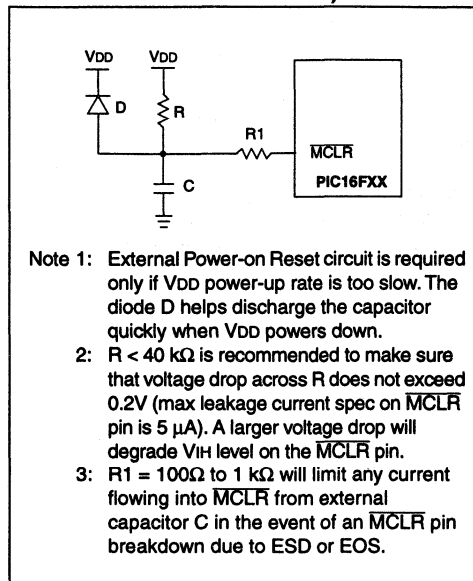 VDD VDD
D
R
R1
MCLR
C
PIC16FXX
Note 1: External Power-on Reset circuit is required
only if VDD power-up rate is too slow. The
diode D helps discharge the capacitor
quickly when VDD powers down.
2: R < 40 kΩ is recommended to make sure
that voltage drop across R does not exceed
0.2V (max leakage current spec on MCLR
pin is 5 μA). A larger voltage drop will
degrade VIH level on the MCLR pin.
3: R1 = 100Ω to 1 kΩ will limit any current
flowing into MCLR from external
capacitor C in the event of an MCLR pin
breakdown due to ESD or EOS.